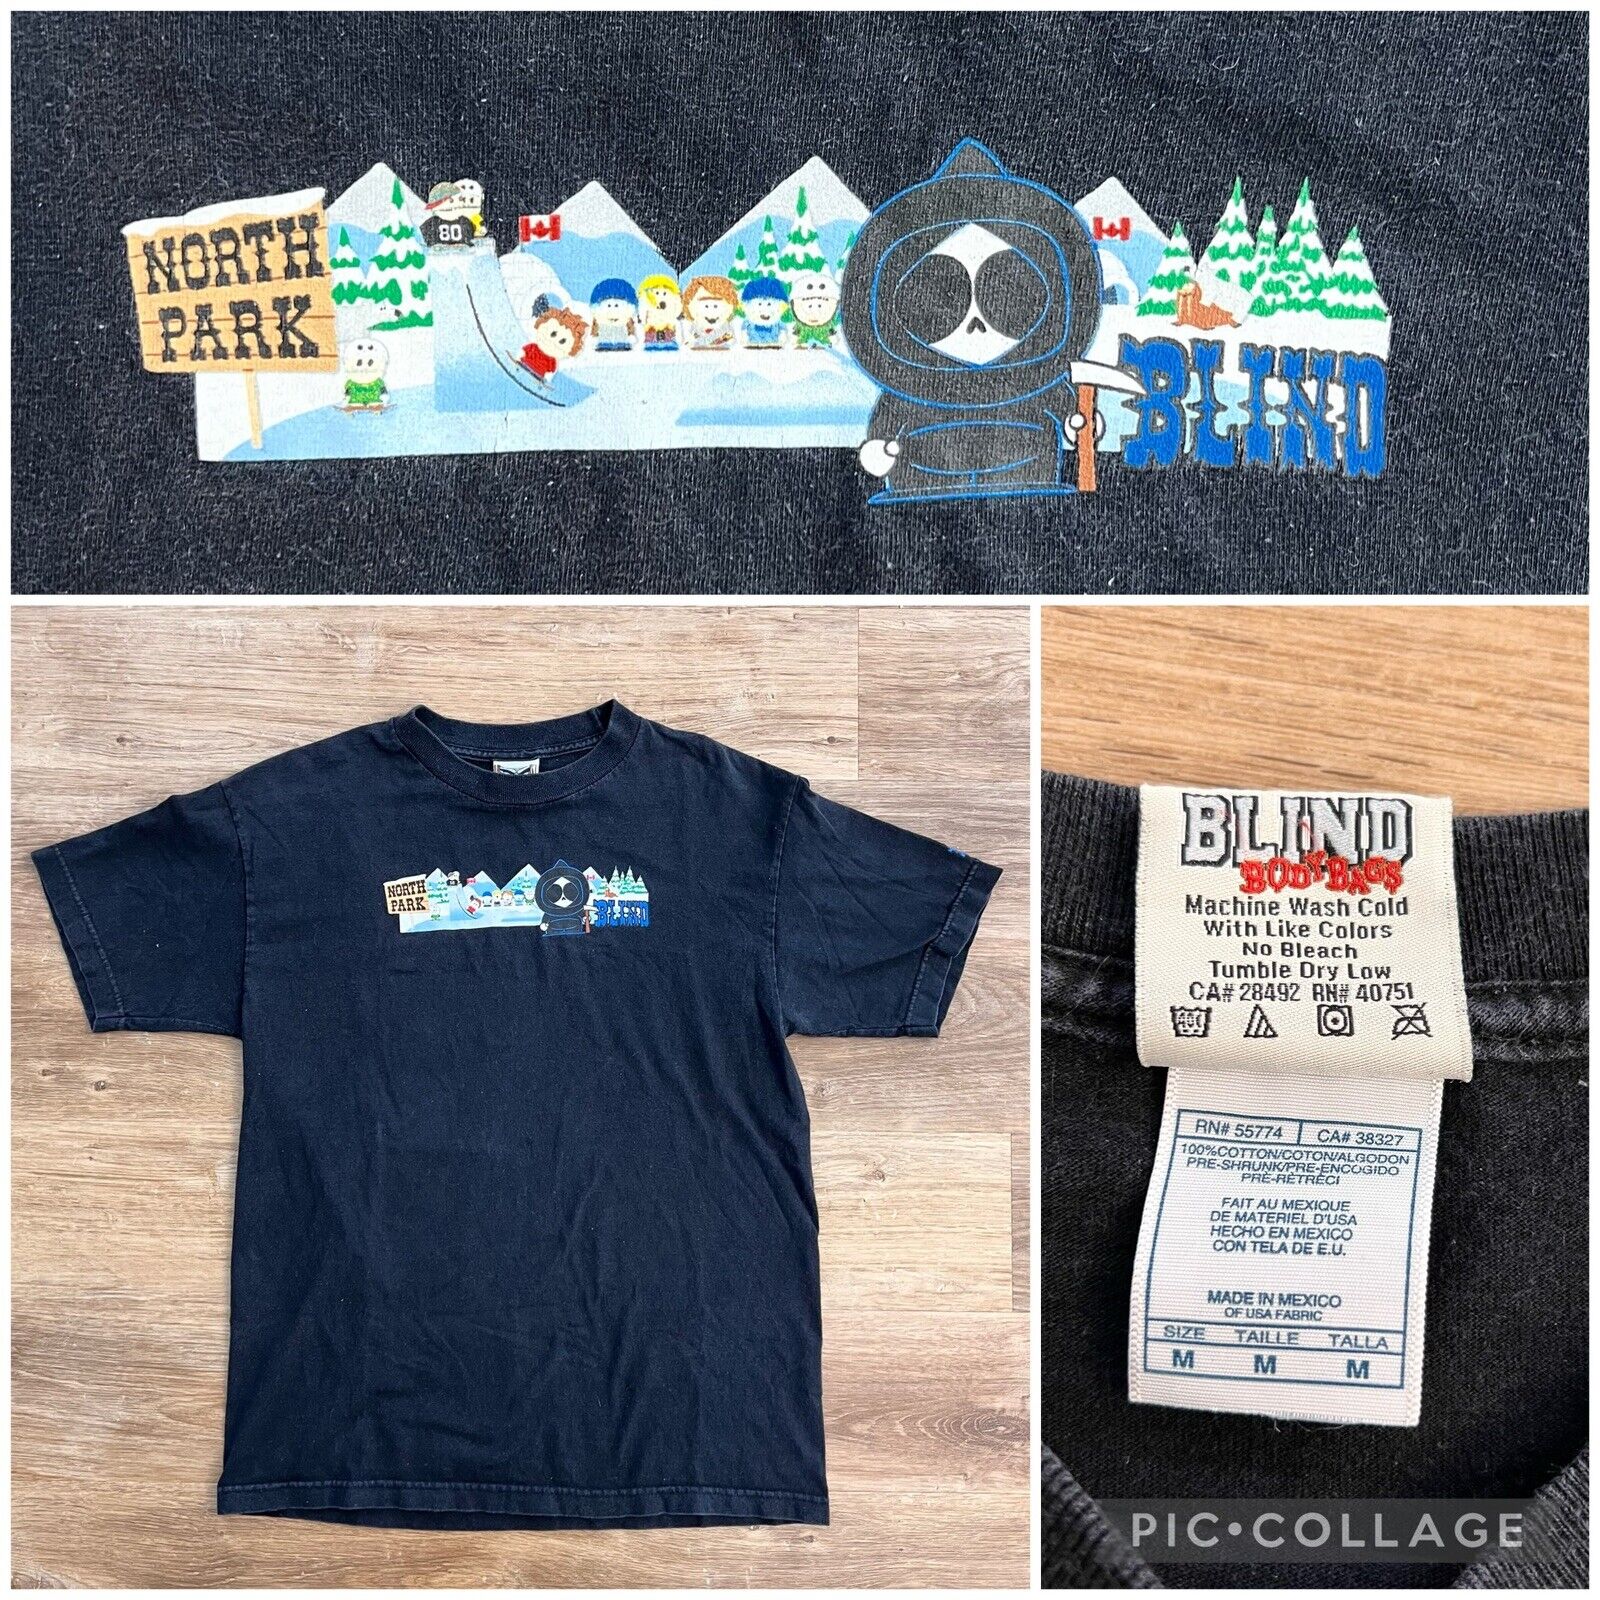 NORTH
PARK
80
BLIND
NORTH
PARK
BLIND
BLIND
BODYBAGS
Machine Wash Cold
With Like Colors
No Bleach
Tumble Dry Low
CA# 28492 RN# 40751
RN# 55774 CA# 38327
100%COTTON/COTON/ALGODON
PRE-SHRUNK/PRE-ENCOGIDO
PRE-RETRÉCI
FAIT AU MEXIQUE
DE MATERIEL D'USA
HECHO EN MEXICO
CON TELA DE E.U.
MADE IN MEXICO
OF USA FABRIC
SIZE TAILLE TALLA
M M M
PIC•COLLAGE